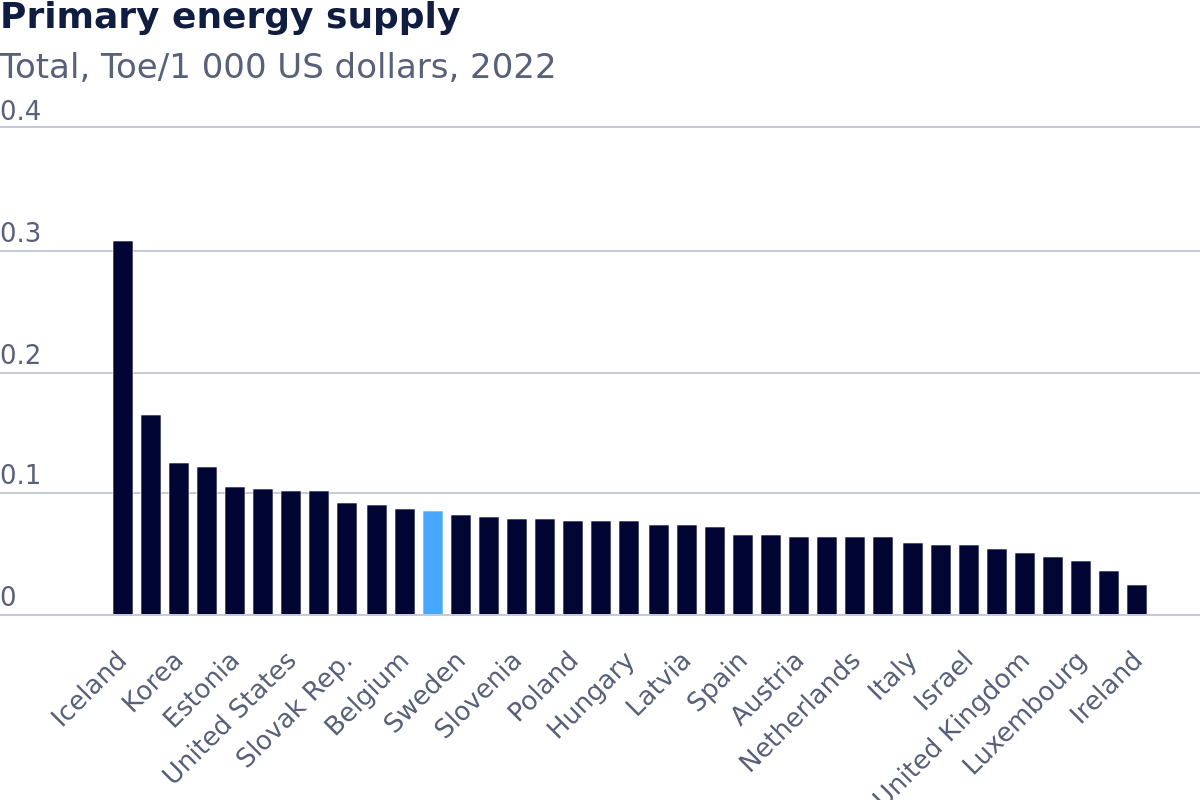 Primary energy supply
Total, Toe/1 000 US dollars, 2022
0.4
0.3
0.2
0.1
0
Iceland
Korea
Estonia
United States
Slovak Rep.
Belgium
Sweden
Slovenia
Poland
Hungary
Latvia
Spain
Austria
Netherlands
Italy
Israel
United Kingdom
Luxembourg
Ireland